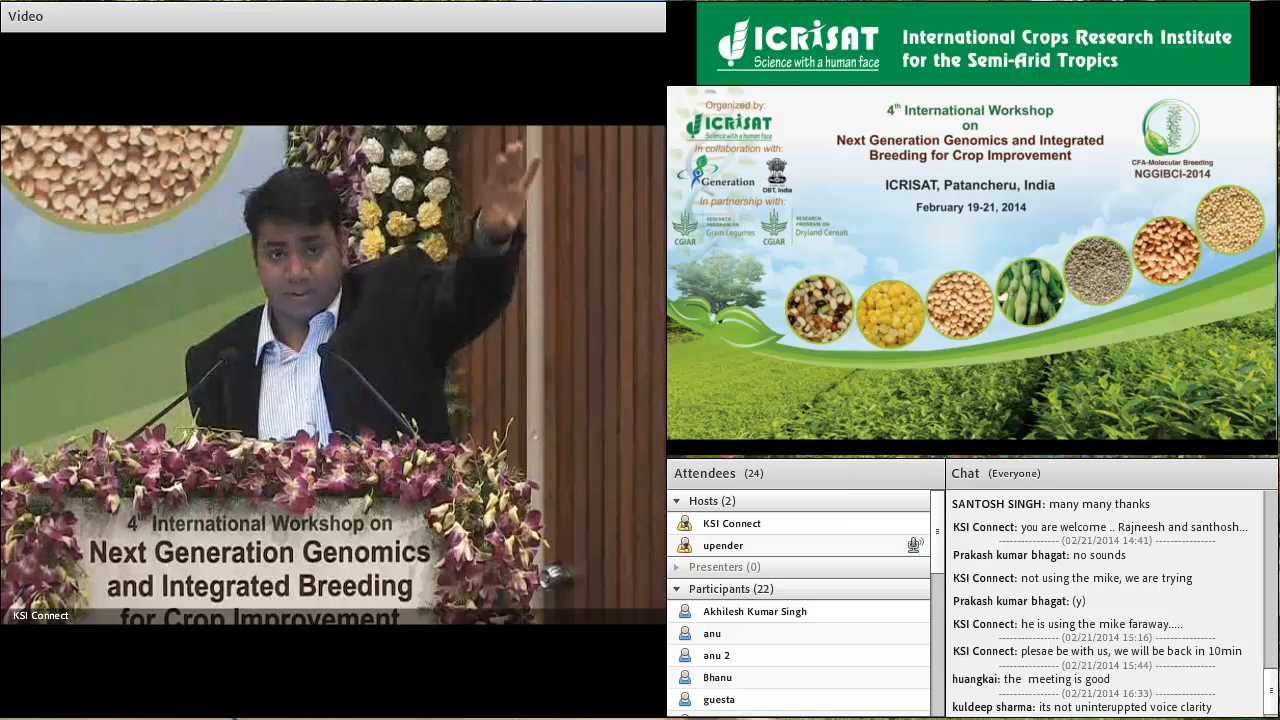 Video
4th International Workshop on
Next Generation Genomics
and Integrated Breeding
for Crop Improvement
KSI Connect
ICRISAT
Science with a human face
International Crops Research Institute
for the Semi-Arid Tropics
Organized by:
ICRISAT
Science with a human face
In collaboration with:
Generation
DBT, India
In partnership with:
CGIAR
RESEARCH
PROGRAM ON
Grain Legumes
CGIAR
RESEARCH
PROGRAM ON
Dryland Cereals
4th International Workshop
on
Next Generation Genomics and Integrated
Breeding for Crop Improvement
ICRISAT, Patancheru, India
February 19-21, 2014
CFA-Molecular Breeding
NGGIBCI-2014
Attendees (24)
Hosts (2)
KSI Connect
upender
Presenters (0)
Participants (22)
Akhilesh Kumar Singh
anu
anu 2
Bhanu
guesta
Chat (Everyone)
SANTOSH SINGH: many many thanks
KSI Connect: you are welcome .. Rajneesh and santhosh...
---------------- (02/21/2014 14:41) ---------------
Prakash kumar bhagat: no sounds
KSI Connect: not using the mike, we are trying
Prakash kumar bhagat: (y)
KSI Connect: he is using the mike faraway.....
---------------- (02/21/2014 15:16) ---------------
KSI Connect: plesae be with us, we will be back in 10min
---------------- (02/21/2014 15:44) ---------------
huangkai: the meeting is good
---------------- (02/21/2014 16:33) ---------------
kuldeep sharma: its not uninteruppted voice clarity